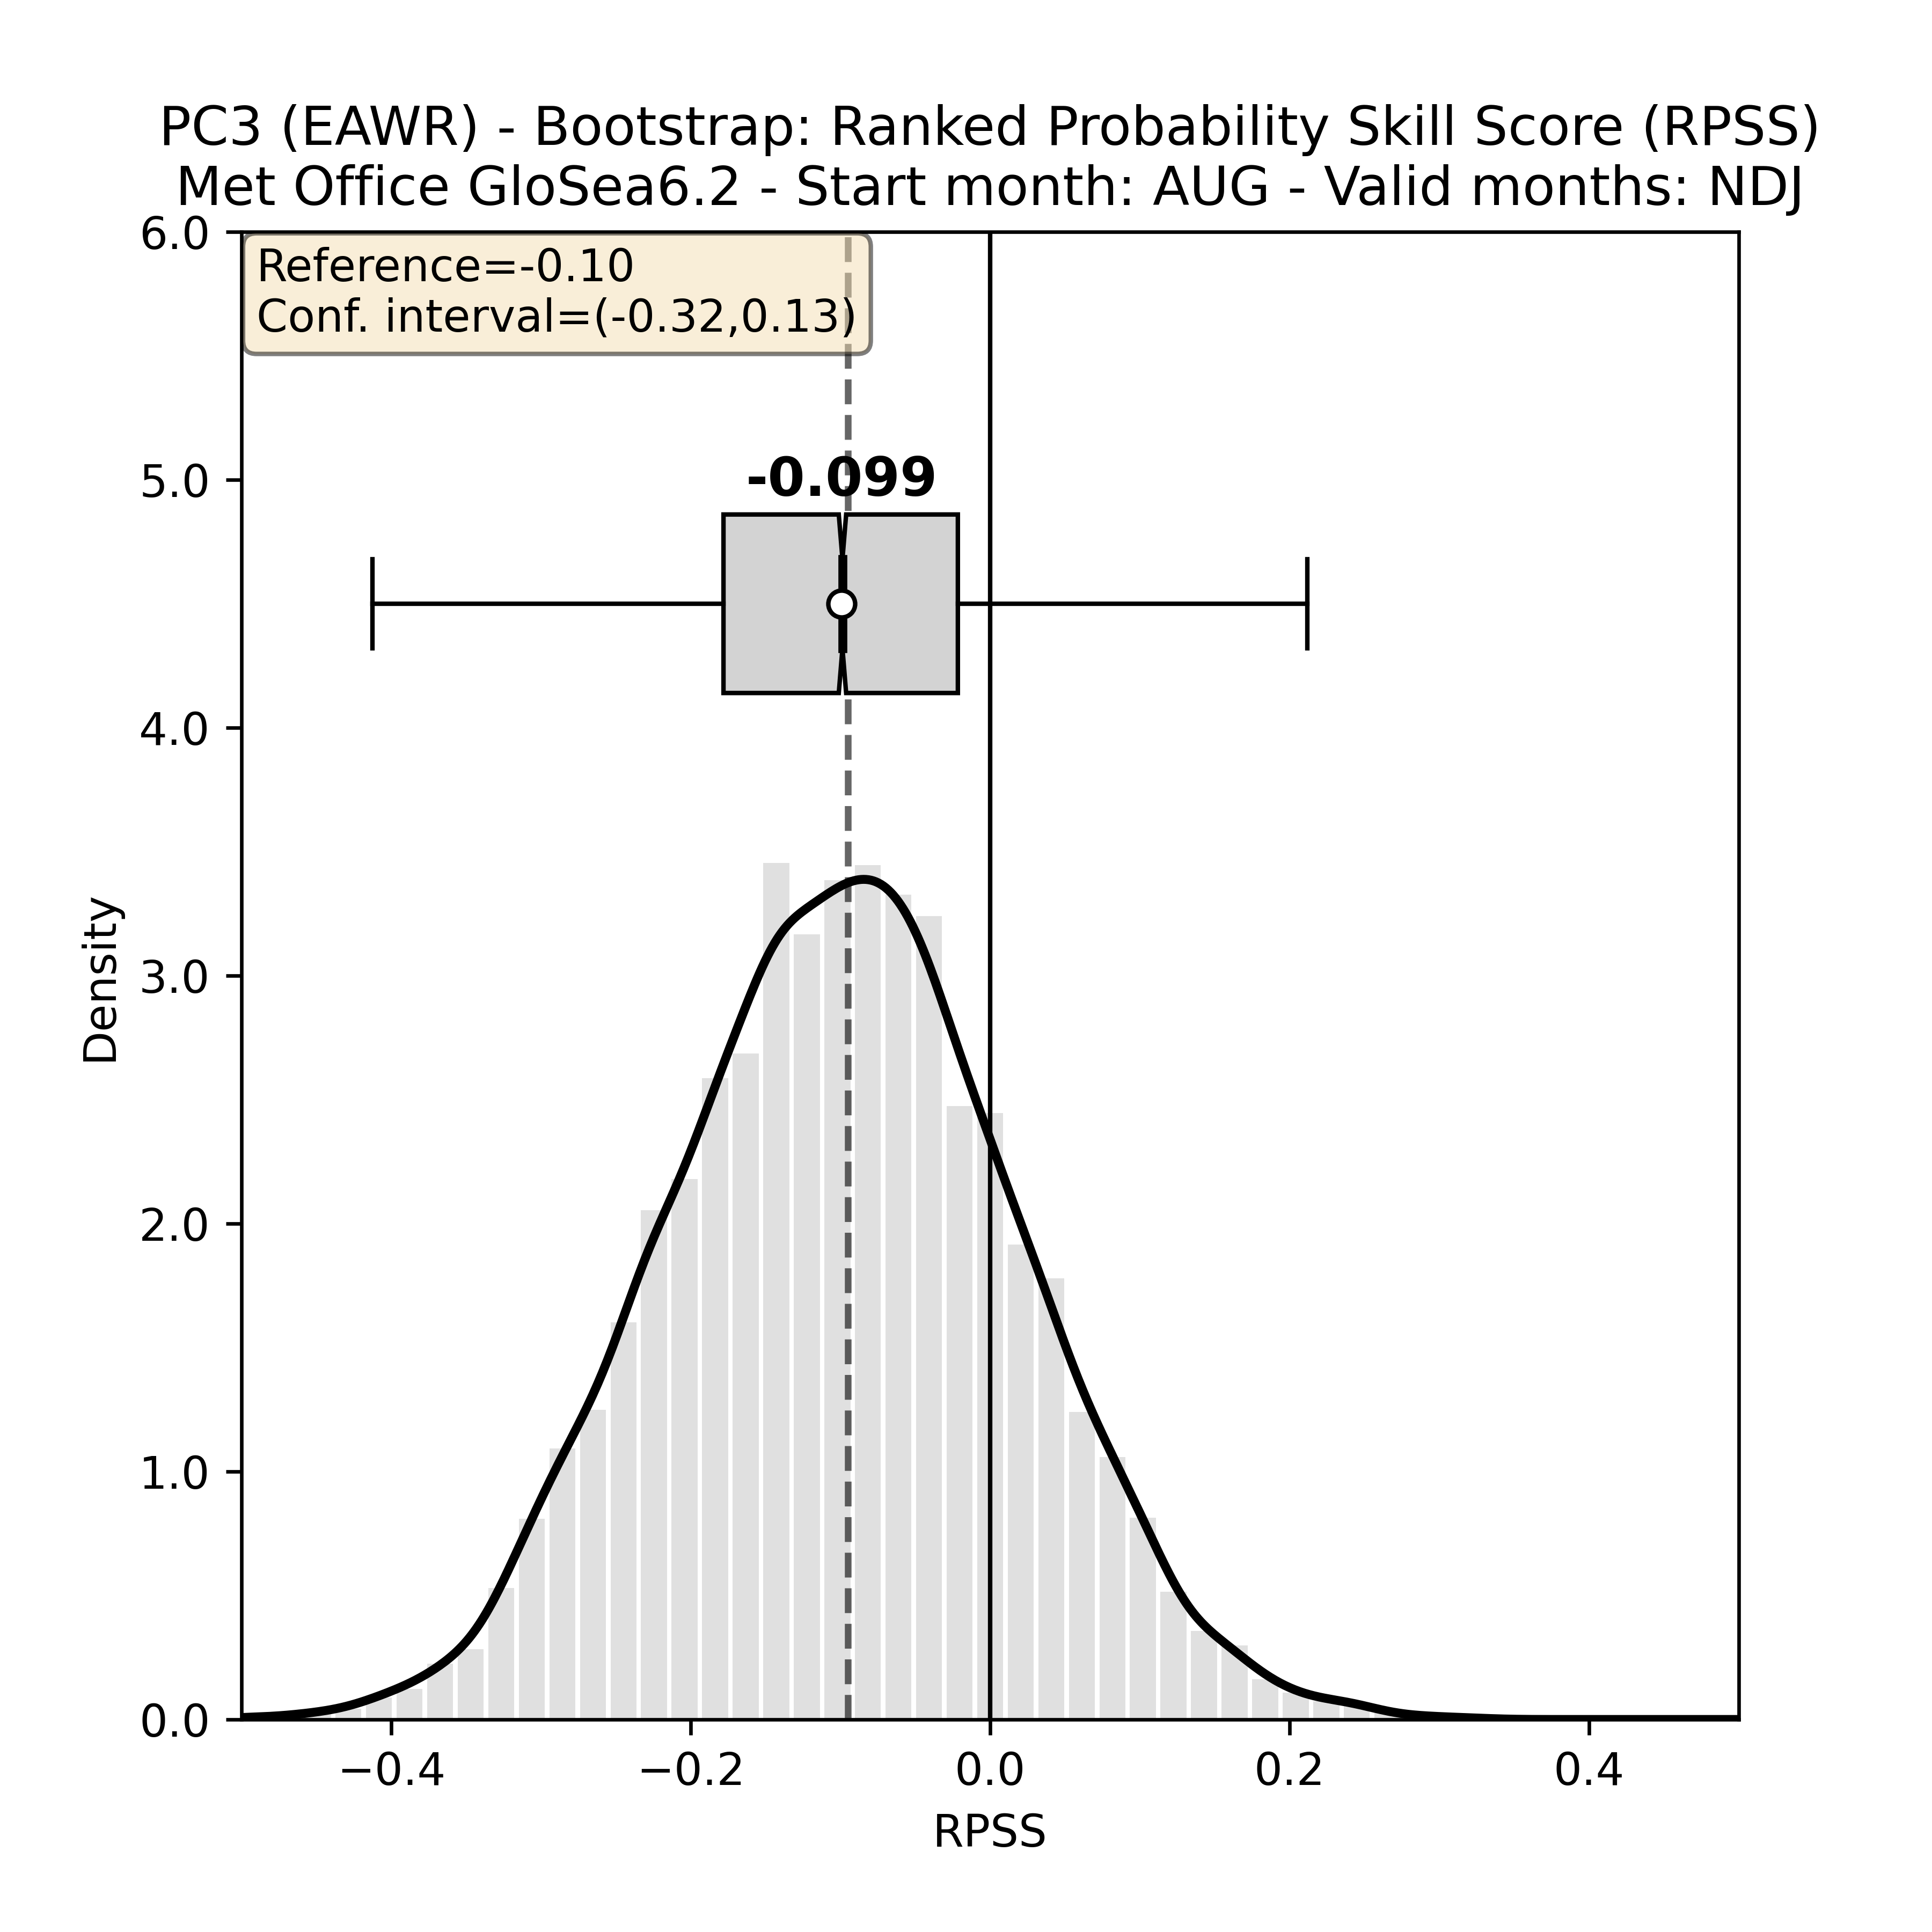 PC3 (EAWR) - Bootstrap: Ranked Probability Skill Score (RPSS)
Met Office GloSea6.2 - Start month: AUG - Valid months: NDJ
Reference=-0.10
Conf. interval=(-0.32,0.13)
-0.099
6.0
5.0
4.0
3.0
2.0
1.0
0.0
Density
−0.4
−0.2
0.0
0.2
0.4
RPSS